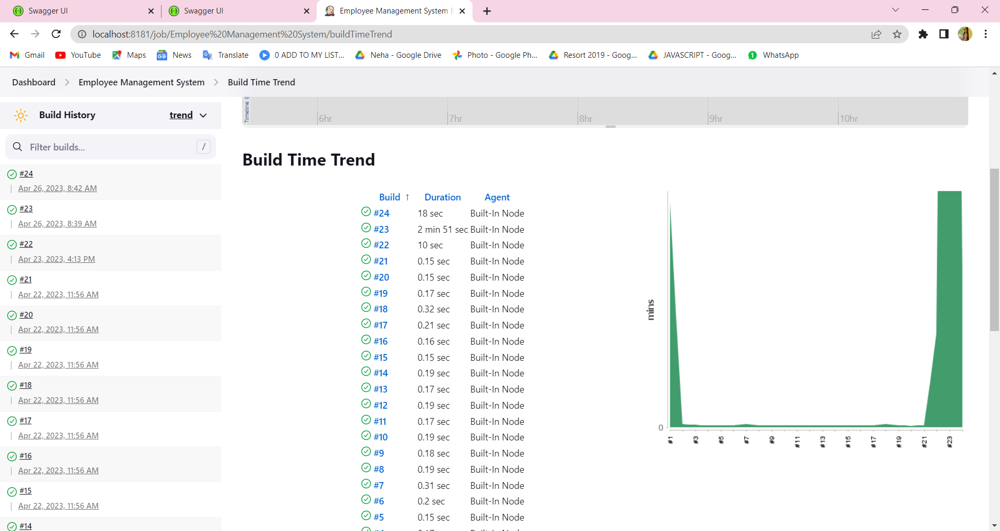 Swagger UI
Swagger UI
Employee Management System
localhost:8181/job/Employee%20Management%20System/buildTimeTrend
Gmail
YouTube
Maps
News
Translate
0 ADD TO MY LIST...
Neha - Google Drive
Photo - Google Ph...
Resort 2019 - Goog...
JAVASCRIPT - Goog...
1
WhatsApp
Dashboard
Employee Management System
Build Time Trend
Build History
trend
Filter builds...
/
#24
Apr 26, 2023, 8:42 AM
#23
Apr 26, 2023, 8:39 AM
#22
Apr 23, 2023, 4:13 PM
#21
Apr 22, 2023, 11:56 AM
#20
Apr 22, 2023, 11:56 AM
#19
Apr 22, 2023, 11:56 AM
#18
Apr 22, 2023, 11:56 AM
#17
Apr 22, 2023, 11:56 AM
#16
Apr 22, 2023, 11:56 AM
#15
Apr 22, 2023, 11:56 AM
#14
Timeline
6hr
7hr
8hr
9hr
10hr
Build Time Trend
Build ↑ Duration Agent
#24 18 sec Built-In Node
#23 2 min 51 sec Built-In Node
#22 10 sec Built-In Node
#21 0.15 sec Built-In Node
#20 0.15 sec Built-In Node
#19 0.17 sec Built-In Node
#18 0.32 sec Built-In Node
#17 0.21 sec Built-In Node
#16 0.16 sec Built-In Node
#15 0.15 sec Built-In Node
#14 0.19 sec Built-In Node
#13 0.17 sec Built-In Node
#12 0.19 sec Built-In Node
#11 0.17 sec Built-In Node
#10 0.19 sec Built-In Node
#9 0.18 sec Built-In Node
#8 0.19 sec Built-In Node
#7 0.31 sec Built-In Node
#6 0.2 sec Built-In Node
#5 0.15 sec Built-In Node
mins
0
#1
#3
#5
#7
#9
#11
#13
#15
#17
#19
#21
#23